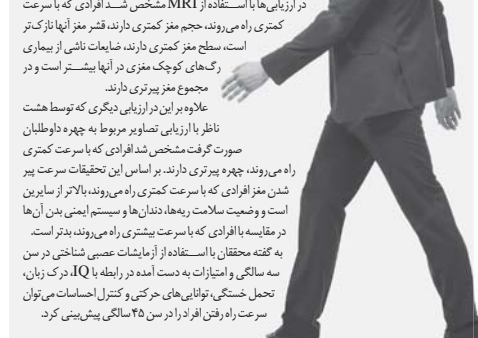 در ارزیابی‌ها با استفاده از MRI مشخص شد افرادی که با سرعت
کمتری راه می‌روند، حجم مغز کمتری دارند، قشر مغز آنها نازک‌تر
است، سطح مغز کمتری دارند، ضایعات ناشی از بیماری
رگ‌های کوچک مغزی در آنها بیشتر است و در
مجموع مغز پیرتری دارند.
علاوه بر این در ارزیابی دیگری که توسط هشت
ناظر با ارزیابی تصاویر مربوط به چهره داوطلبان
صورت گرفت مشخص شد افرادی که با سرعت کمتری
راه می‌روند، چهره پیرتری دارند. بر اساس این تحقیقات سرعت پیر
شدن مغز افرادی که با سرعت کمتری راه می‌روند، بالاتر از سایرین
است و وضعیت سلامت ریه‌ها، دندان‌ها و سیستم ایمنی بدن آن‌ها
در مقایسه با افرادی که با سرعت بیشتری راه می‌روند، بدتر است.
به گفته محققان با استفاده از آزمایشات عصبی شناختی در سن
سه سالگی و امتیازات به دست آمده در رابطه با IQ، درک زبان،
تحمل خستگی، توانایی‌های حرکتی و کنترل احساسات می‌توان
سرعت راه رفتن افراد را در سن ۴۵ سالگی پیش‌بینی کرد.